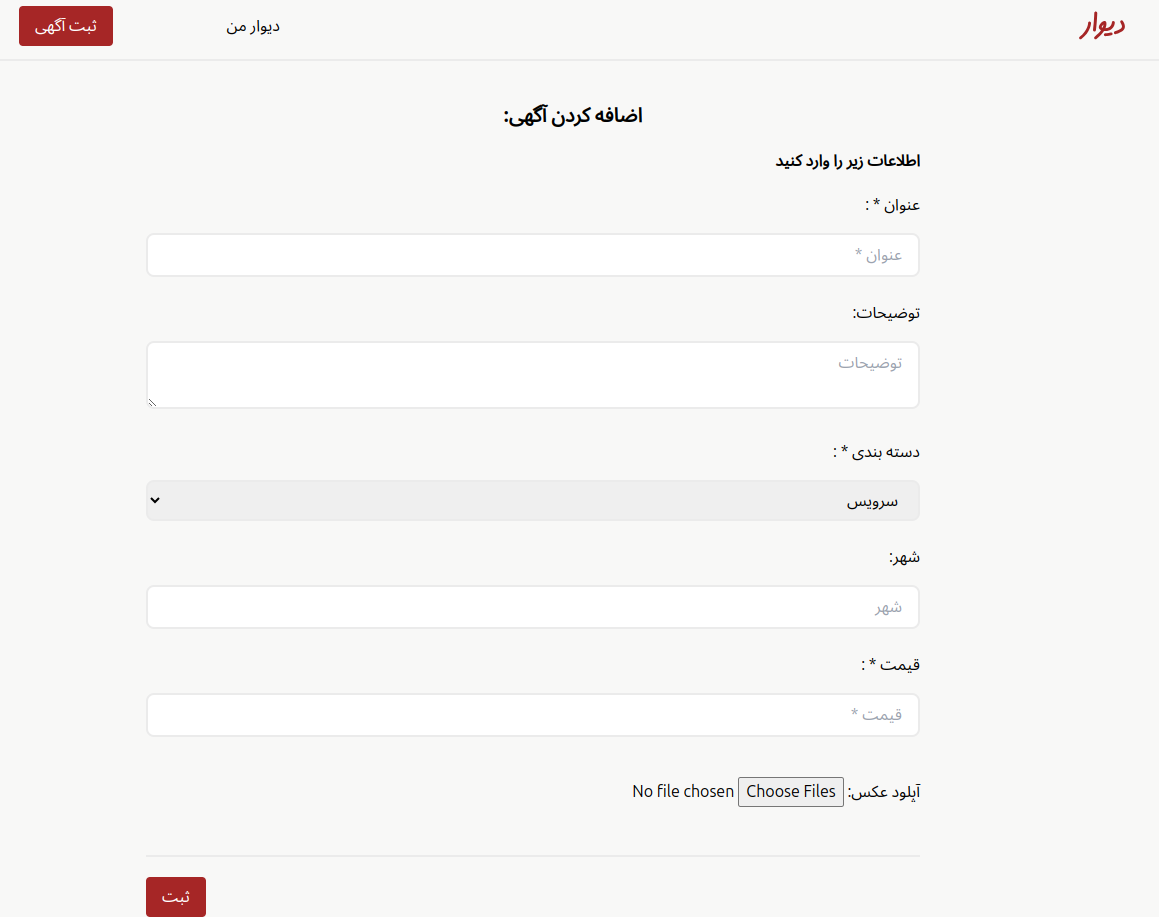 دیوار
دیوار من
ثبت آگهی
اضافه کردن آگهی:
اطلاعات زیر را وارد کنید
عنوان * :
عنوان *
توضیحات:
توضیحات
دسته بندی * :
سرویس
شهر:
شهر
قیمت * :
قیمت *
آپلود عکس: Choose Files No file chosen
ثبت